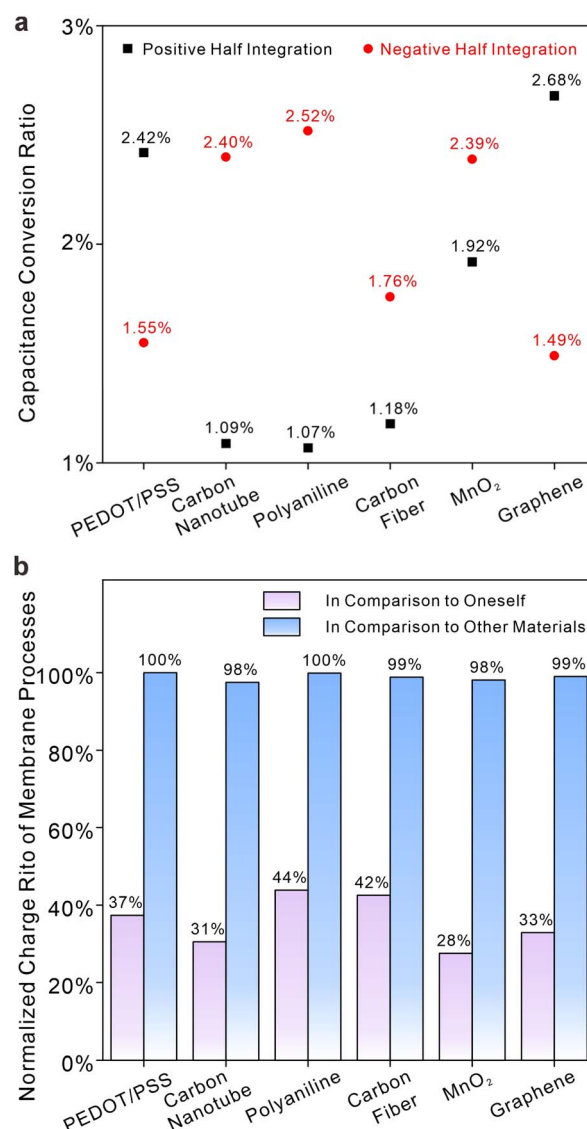 a
3%
Positive Half Integration
Negative Half Integration
2.68%
2.42%
2.40%
2.52%
2.39%
2%
1.92%
1.76%
1.55%
1.49%
1.09%
1.07%
1.18%
1%
Capacitance Conversion Ratio
PEDOT/PSS
Carbon
Nanotube
Polyaniline
Carbon
Fiber
MnO₂
Graphene
b
In Comparison to Oneself
In Comparison to Other Materials
100%
100%
98%
100%
99%
98%
99%
80%
60%
44%
42%
40%
37%
31%
28%
33%
20%
0%
Normalized Charge Rito of Membrane Processes
PEDOT/PSS
Carbon
Nanotube
Polyaniline
Carbon
Fiber
MnO₂
Graphene